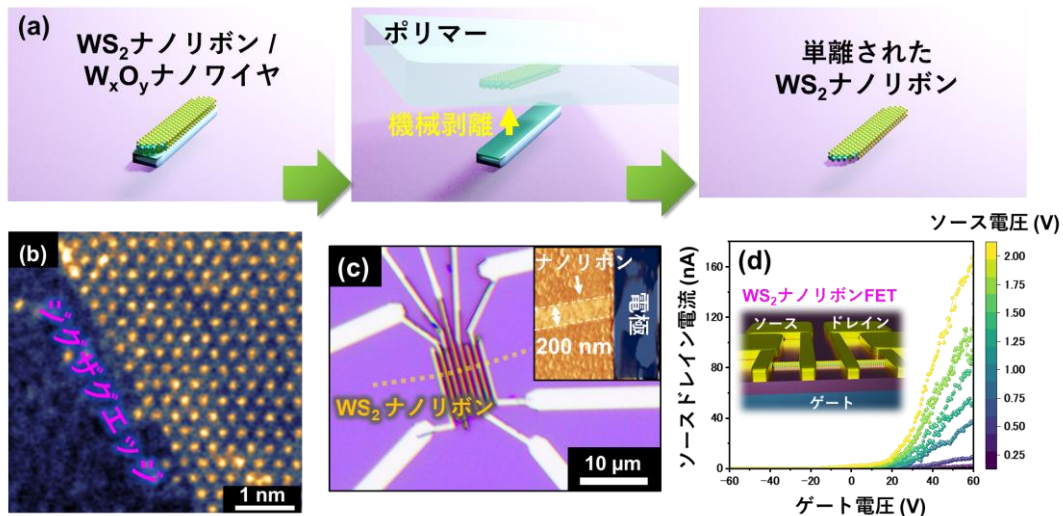 (a)
WS2ナノリボン /
WxOyナノワイヤ
ポリマー
機械剥離
単離された
WS2ナノリボン
(b)
ジグザグエッジ
1 nm
(c)
ナノリボン
電極
200 nm
WS2ナノリボン
10 μm
(d)
ソース電圧 (V)
WS2ナノリボンFET
ソース
ドレイン
ゲート
ソースドレイン電流 (nA)
160
120
80
40
0
−60
−40
−20
0
20
40
60
ゲート電圧 (V)
2.00
1.75
1.50
1.25
1.00
0.75
0.50
0.25